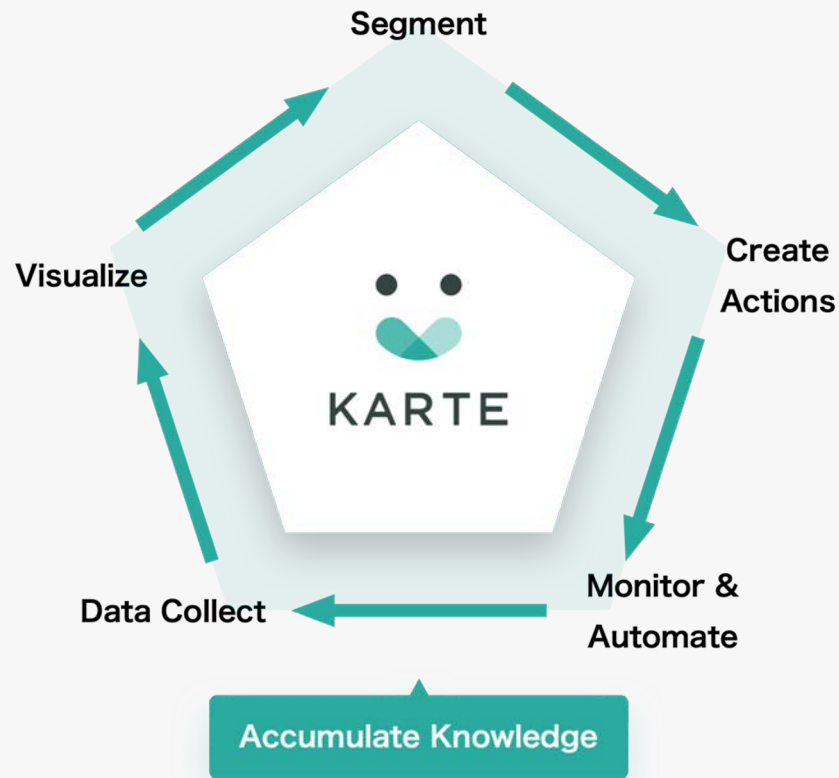 Segment
Create
Actions
Visualize
KARTE
Monitor &
Automate
Data Collect
Accumulate Knowledge